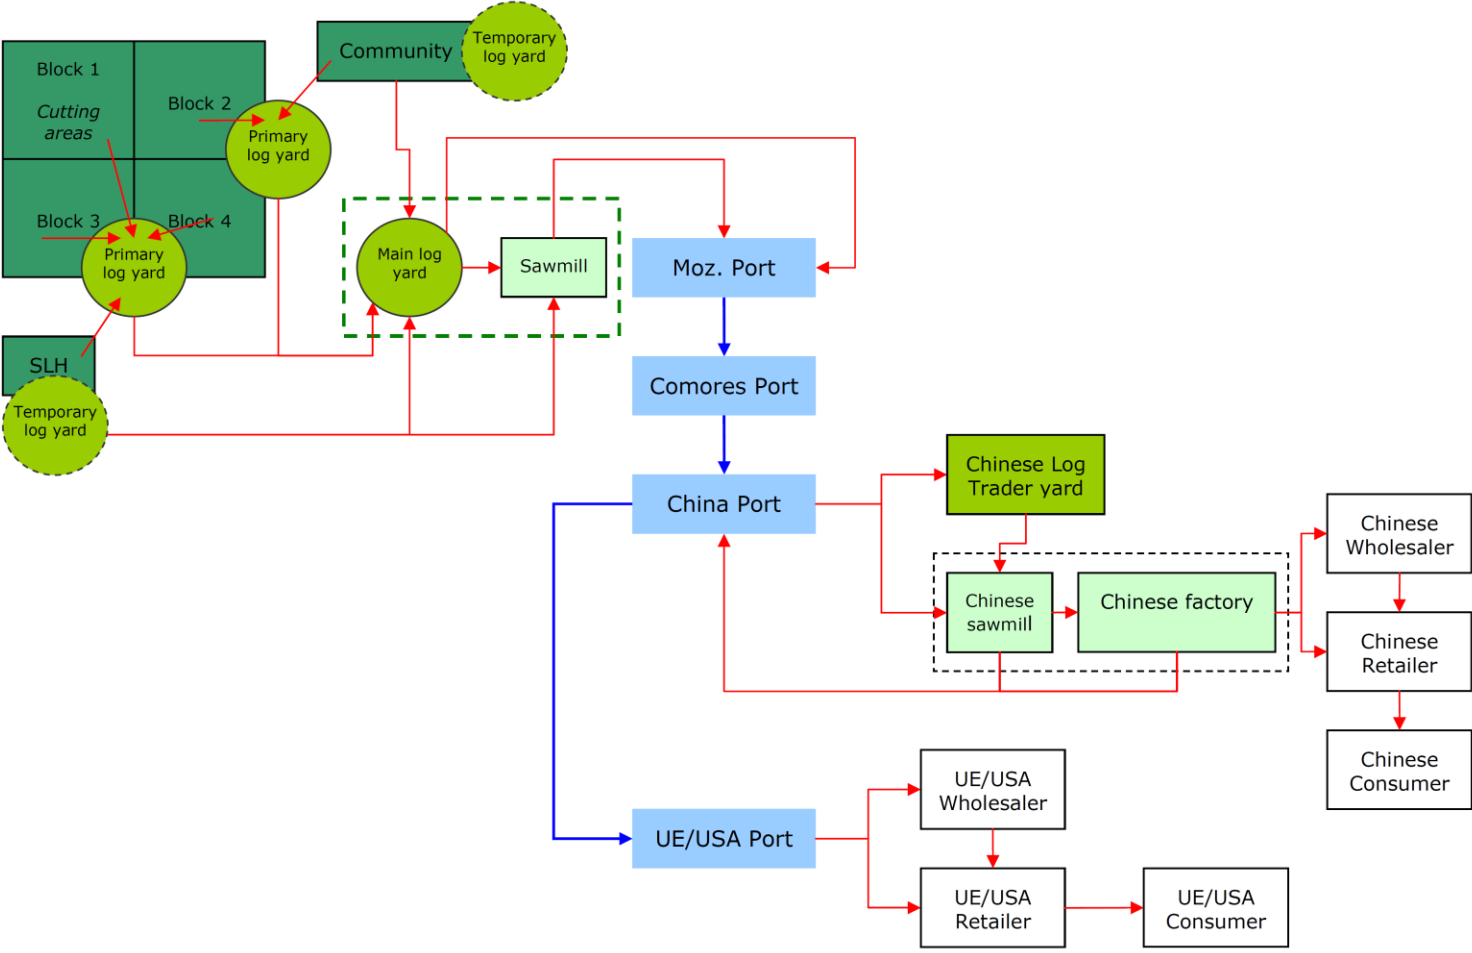 Community
Temporary
log yard
Block 1
Cutting
areas
Block 2
Primary
log yard
Block 3
Block 4
Primary
log yard
Main log
yard
Sawmill
Moz. Port
SLH
Temporary
log yard
Comores Port
China Port
Chinese Log
Trader yard
Chinese
Wholesaler
Chinese
sawmill
Chinese factory
Chinese
Retailer
Chinese
Consumer
UE/USA
Wholesaler
UE/USA Port
UE/USA
Retailer
UE/USA
Consumer